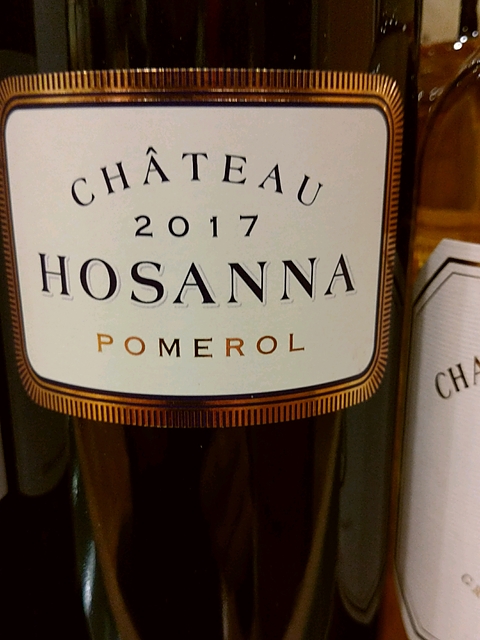 CHÂTEAU
2017
HOSANNA
POMEROL
CHA